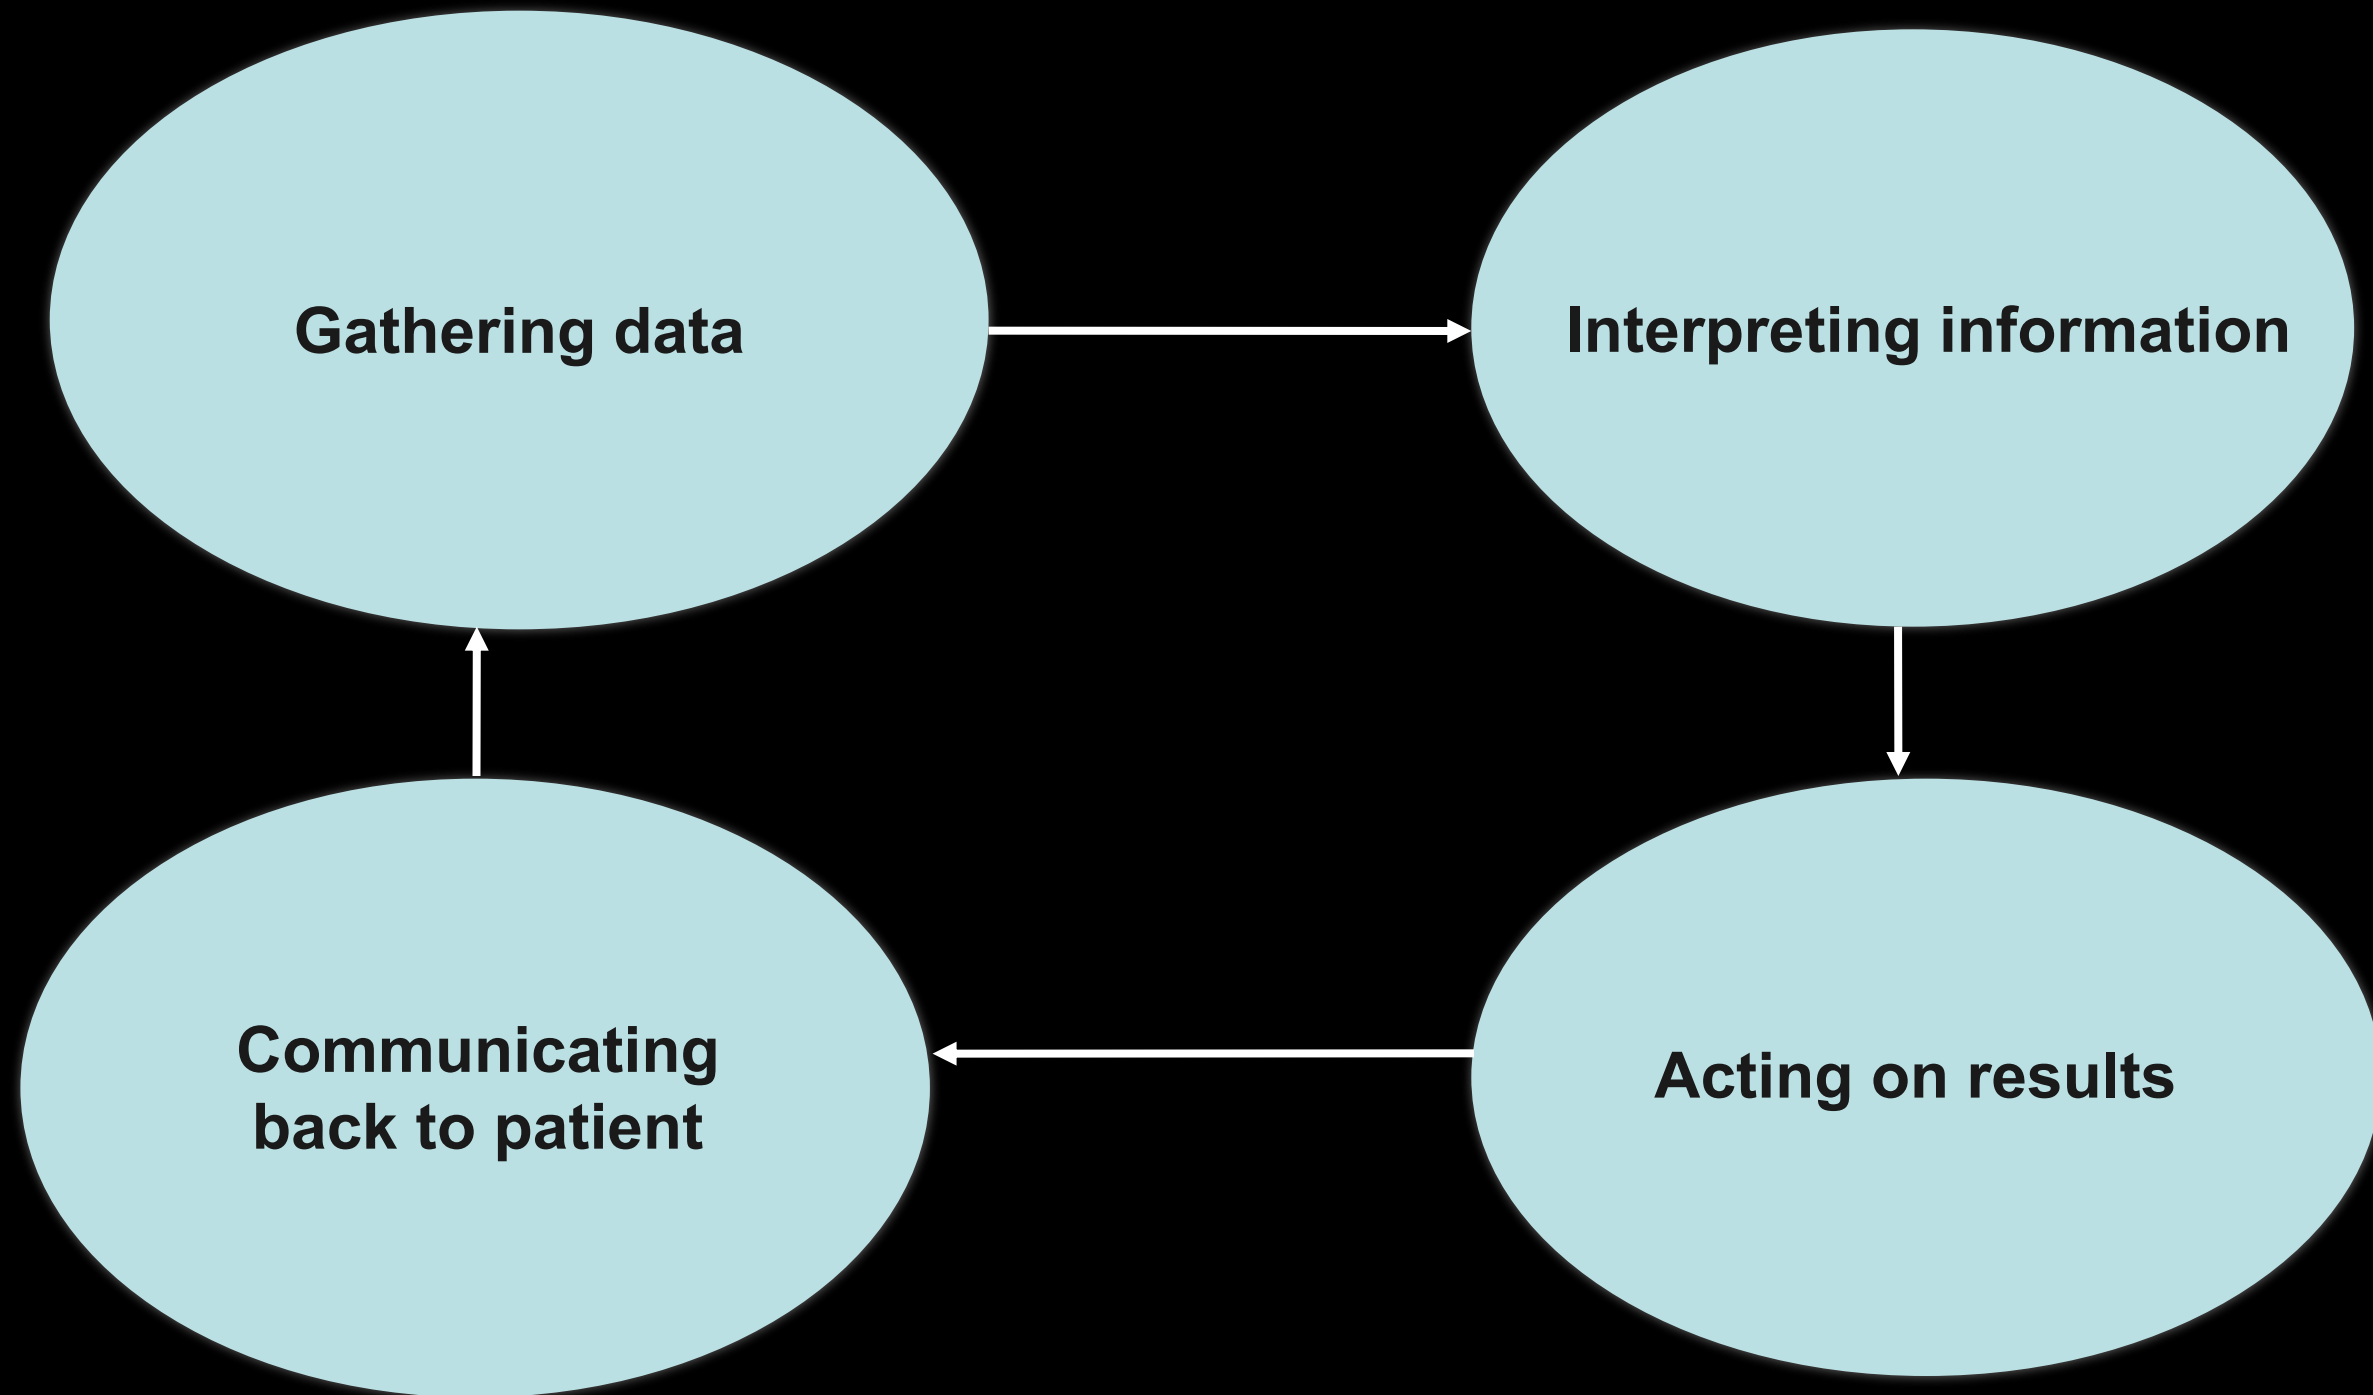 Gathering data
Interpreting information
Communicating
back to patient
Acting on results